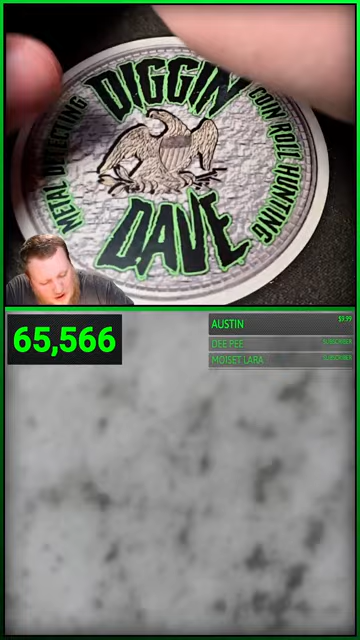 DIGGIN
METAL DETECTING
COIN ROLL HUNTING
DAVE
65,566
AUSTIN $9.99
DEE PEE SUBSCRIBER
MOISET LARA SUBSCRIBER